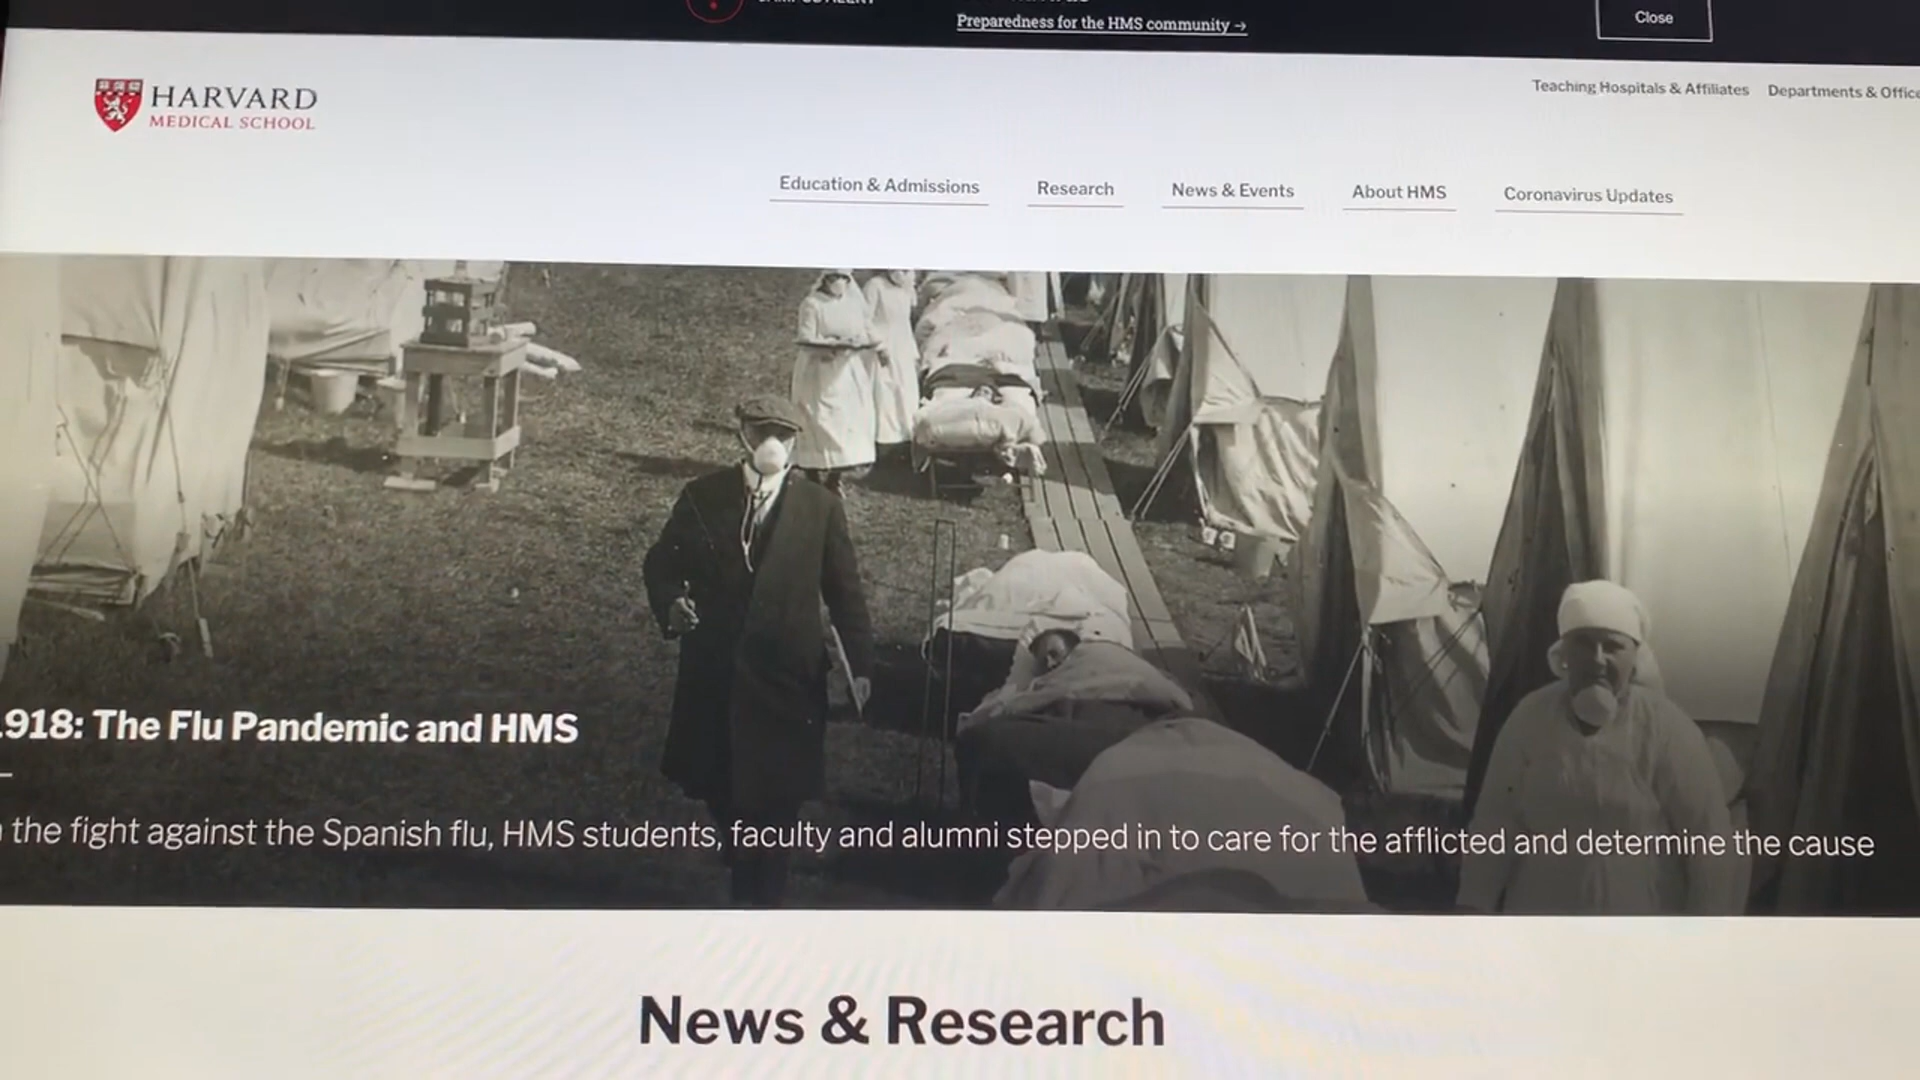 Preparedness for the HMS community →
Close
HARVARD
MEDICAL SCHOOL
Teaching Hospitals & Affiliates
Departments &
Education & Admissions
Research
News & Events
About HMS
Coronavirus Updates
918: The Flu Pandemic and HMS
the fight against the Spanish flu, HMS students, faculty and alumni stepped in to care for the afflicted and determine the cause
News & Research